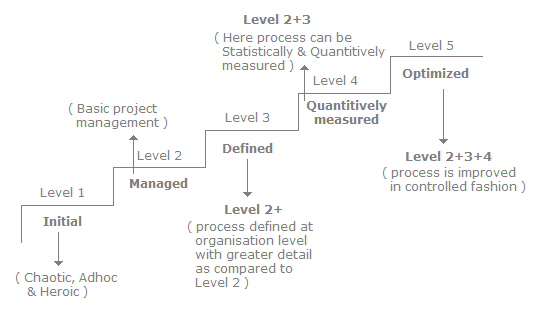 Level 2+3
( Here process can be
Statistically & Quantitively
measured )
Level 5
Optimized
Level 4
Quantitively
measured
( Basic project
management )
Level 3
Defined
Level 2
Managed
Level 2+3+4
( process is improved
in controlled fashion )
Level 1
Initial
Level 2+
( process defined at
organisation level
with greater detail
as compared to
Level 2 )
( Chaotic, Adhoc
& Heroic )